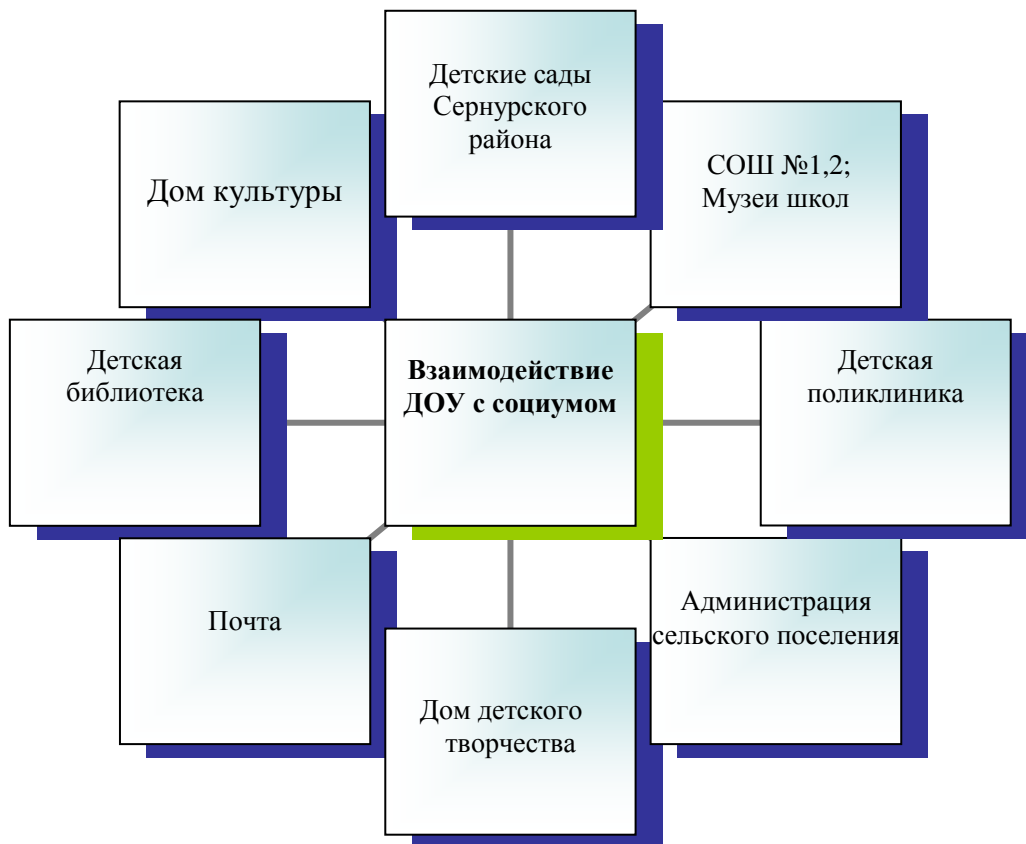 Детские сады
Сернурского
района
Дом культуры
СОШ №1,2;
Музеи школ
Детская
библиотека
Взаимодействие
ДОУ с социумом
Детская
поликлиника
Почта
Администрация
сельского поселения
Дом детского
творчества